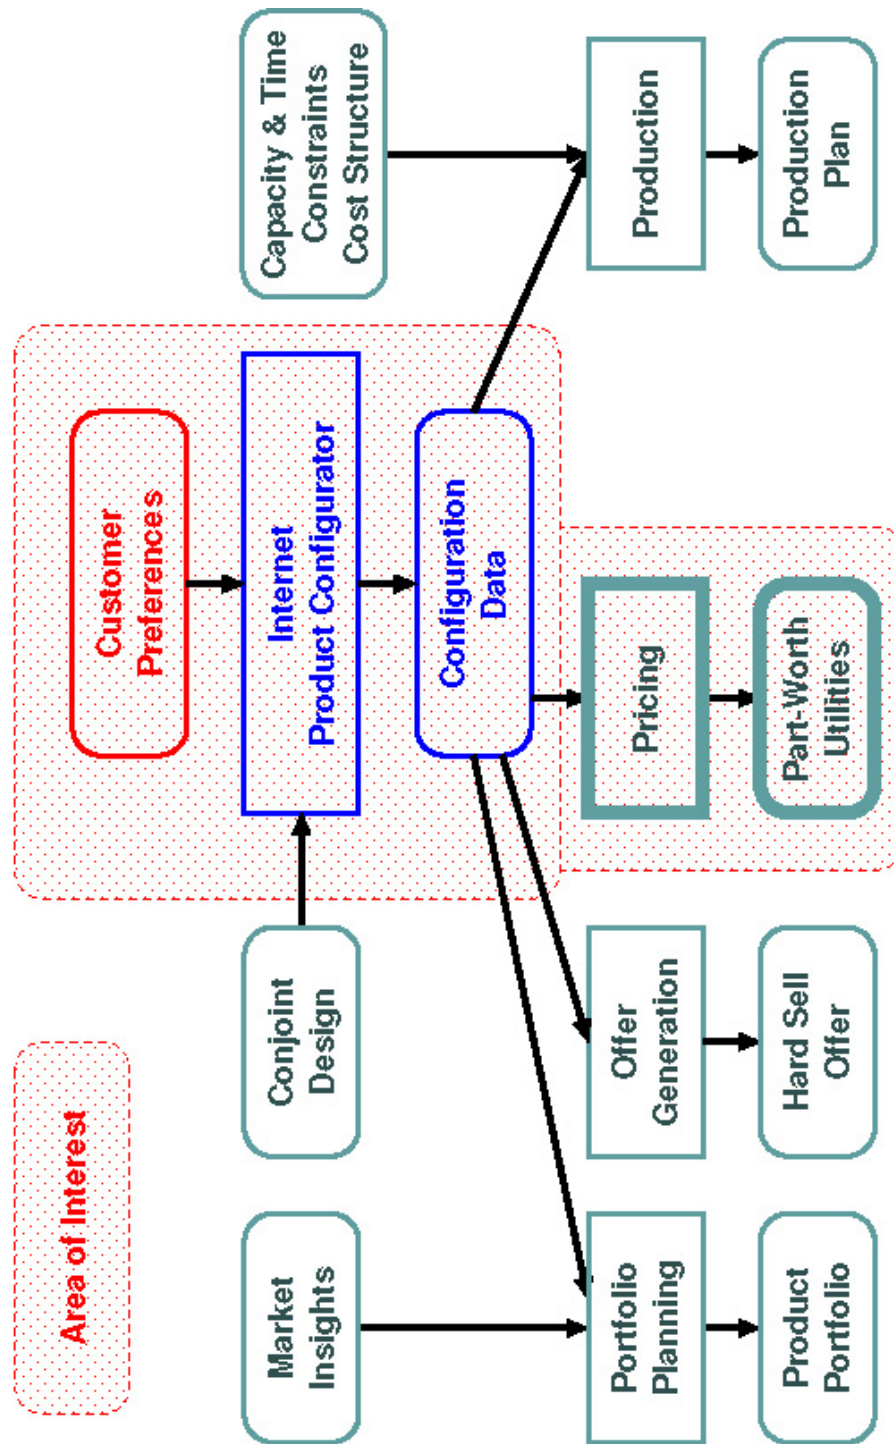 Area of Interest
Customer
Preferences
Market
Insights
Conjoint
Design
Internet
Product Configurator
Capacity & Time
Constraints
Cost Structure
Configuration
Data
Portfolio
Planning
Offer
Generation
Pricing
Production
Product
Portfolio
Hard Sell
Offer
Part-Worth
Utilities
Production
Plan